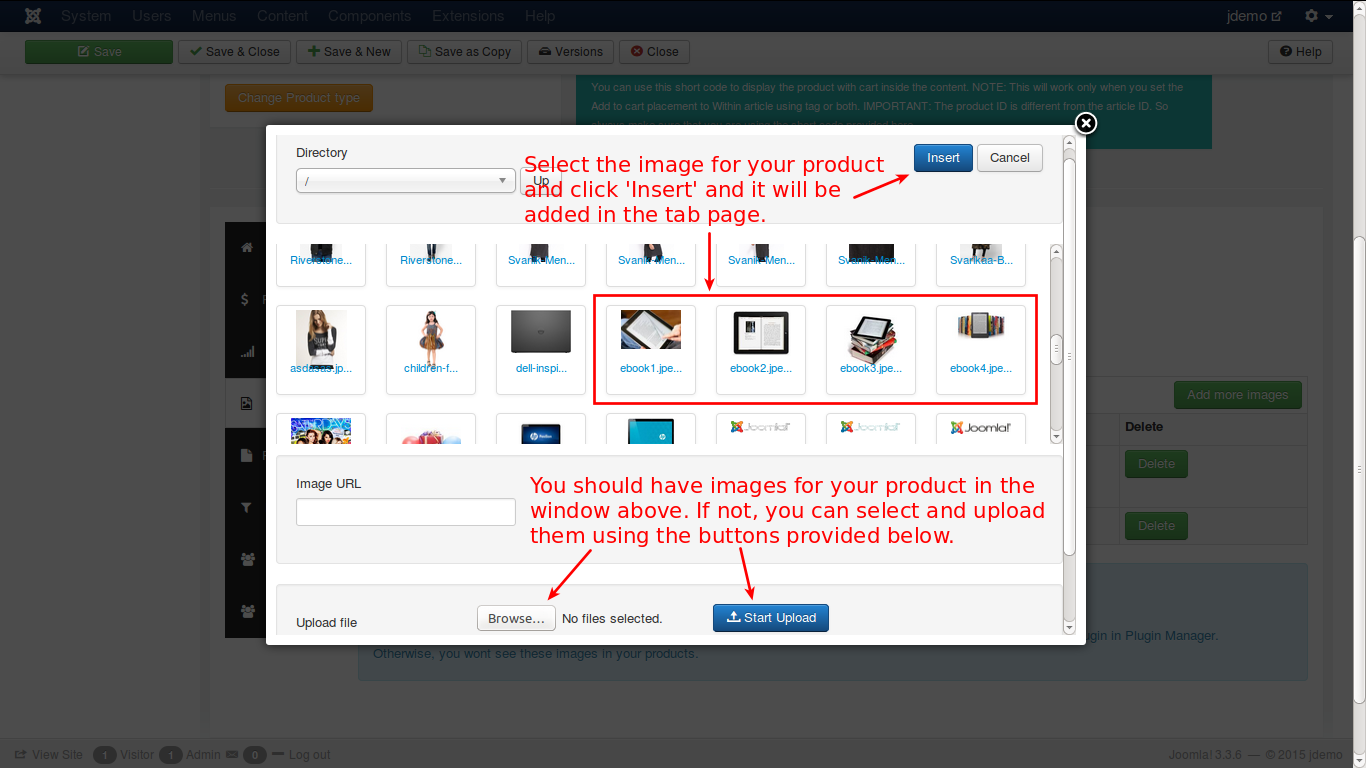 System Users Menus Content Components Extensions Help jdemo
Save Save & Close Save & New Save as Copy Versions Close Help
Change Product type
You can use this short code to display the product with cart inside the content. NOTE: This will work only when you set the
Add to cart placement to Within article using tag or both. IMPORTANT: The product ID is different from the article ID. So
Directory
/
Up
Insert Cancel
Select the image for your product
and click 'Insert' and it will be
added in the tab page.
Riverstone... Riverstone... Svanik-Men... Svanik-Men... Svanik-Men... Svanik-Men... Svarikaa-B...
asdasas.jp... children-f... dell-inspi... ebook1.jpe... ebook2.jpe... ebook3.jpe... ebook4.jpe...
Joomla! Joomla! Joomla!
Add more Images
Delete
Delete
Delete
Image URL
You should have images for your product in the
window above. If not, you can select and upload
them using the buttons provided below.
Upload file Browse... No files selected. Start Upload
in Plugin Manager.
Otherwise, you wont see these images in your products.
View Site 1 Visitor 1 Admin 0 Log out Joomla! 3.3.6 — © 2015 jdemo